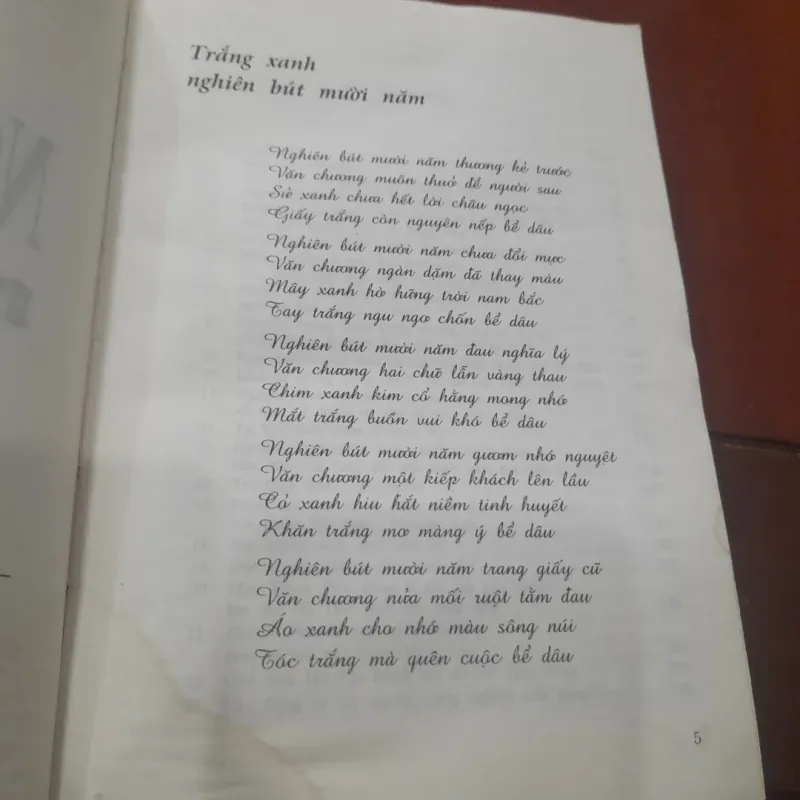 Trắng xanh
nghiên bút mười năm
Nghiên bút mười năm thương kẻ trước
Văn chương muôn thuở để người sau
Sử xanh chưa hết lời châu ngọc
Giấy trắng còn nguyên nếp bể dâu
Nghiên bút mười năm chưa đổi mực
Văn chương ngàn dặm đã thay màu
Mây xanh hờ hững trời nam bắc
Tay trắng ngu ngơ chốn bể dâu
Nghiên bút mười năm đau nghĩa lý
Văn chương hai chữ lẫn vàng thau
Chim xanh kim cổ hằng mong nhớ
Mắt trắng buồn vui khó bể dâu
Nghiên bút mười năm gươm nhớ nguyệt
Văn chương một kiếp khách lên lầu
Cỏ xanh hiu hắt niềm tinh huyết
Khăn trắng mơ màng ý bể dâu
Nghiên bút mười năm trang giấy cũ
Văn chương nửa mối ruột tằm đau
Áo xanh cho nhớ màu sông núi
Tóc trắng mà quên cuộc bể dâu
5